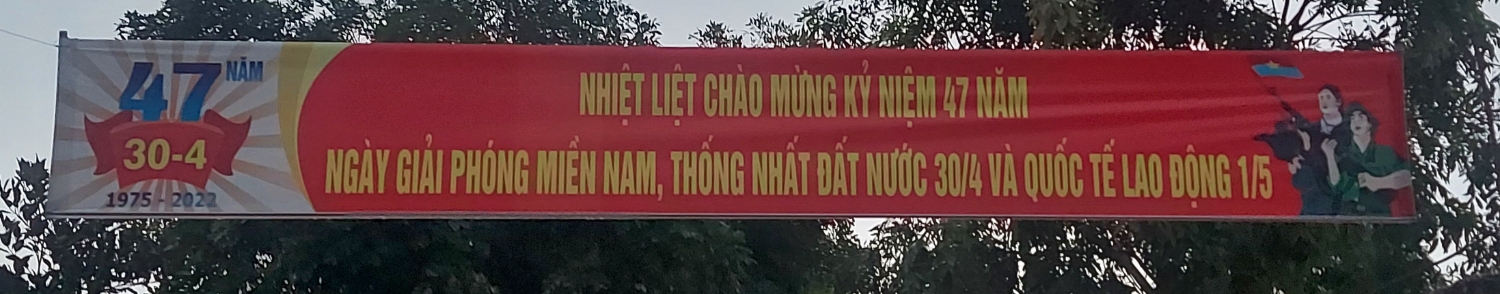 47 NĂM
30-4
1975 - 2022
NHIỆT LIỆT CHÀO MỪNG KỶ NIỆM 47 NĂM
NGÀY GIẢI PHÓNG MIỀN NAM, THỐNG NHẤT ĐẤT NƯỚC 30/4 VÀ QUỐC TẾ LAO ĐỘNG 1/5